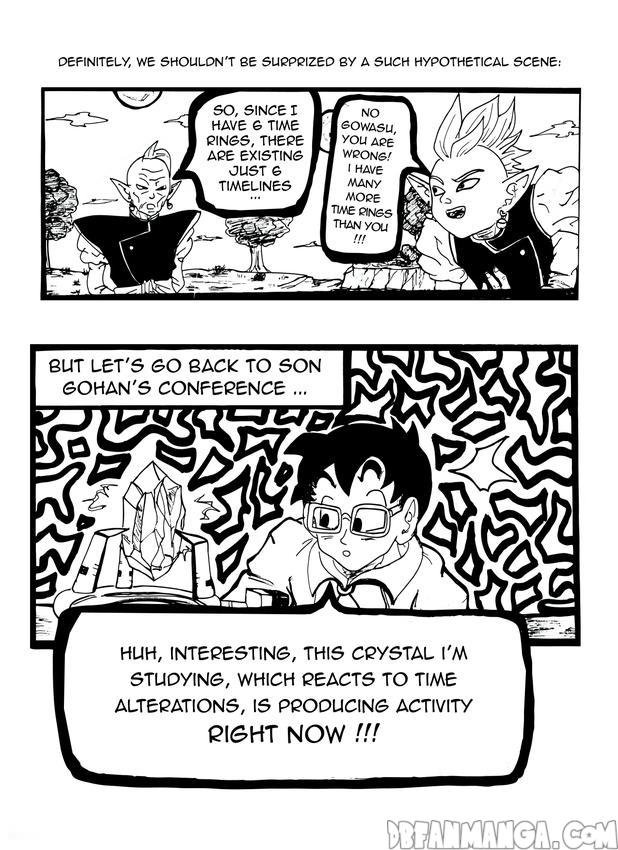 DEFINITELY, WE SHOULDN'T BE SURPRIZED BY A SUCH HYPOTHETICAL SCENE:
SO, SINCE I
HAVE 6 TIME
RINGS, THERE
ARE EXISTING
JUST 6
TIMELINES
...
NO
GOWASU,
YOU ARE
WRONG!
I HAVE
MANY
MORE
TIME RINGS
THAN YOU
!!!
BUT LET'S GO BACK TO SON
GOHAN'S CONFERENCE ...
HUH, INTERESTING, THIS CRYSTAL I'M
STUDYING, WHICH REACTS TO TIME
ALTERATIONS, IS PRODUCING ACTIVITY
RIGHT NOW !!!
DBFANMANGA.COM